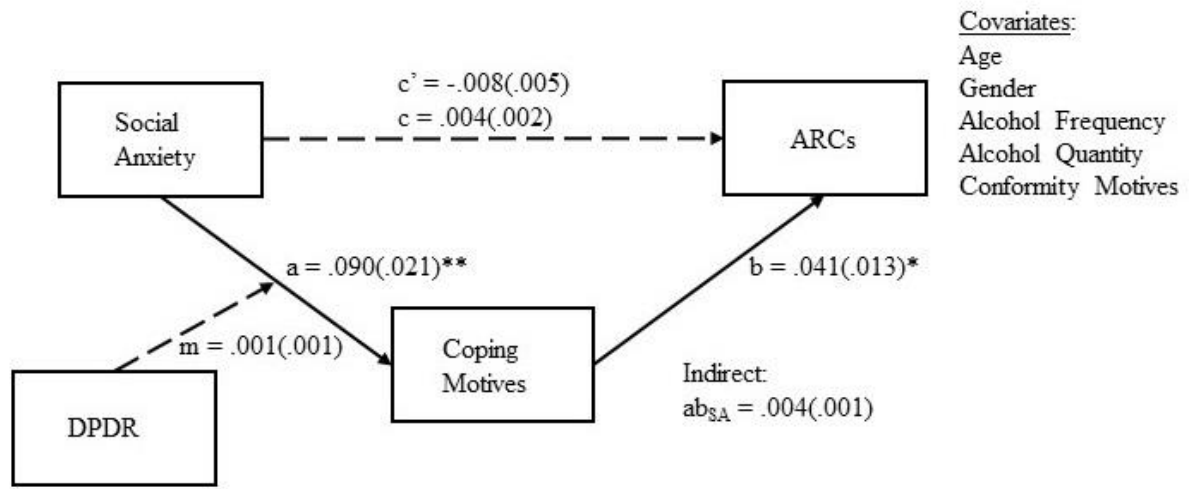 Covariates:
Age
Gender
Alcohol Frequency
Alcohol Quantity
Conformity Motives
c’ = -.008(.005)
c = .004(.002)
Social
Anxiety
ARCs
a = .090(.021)**
b = .041(.013)*
m = .001(.001)
Coping
Motives
Indirect:
abSA = .004(.001)
DPDR